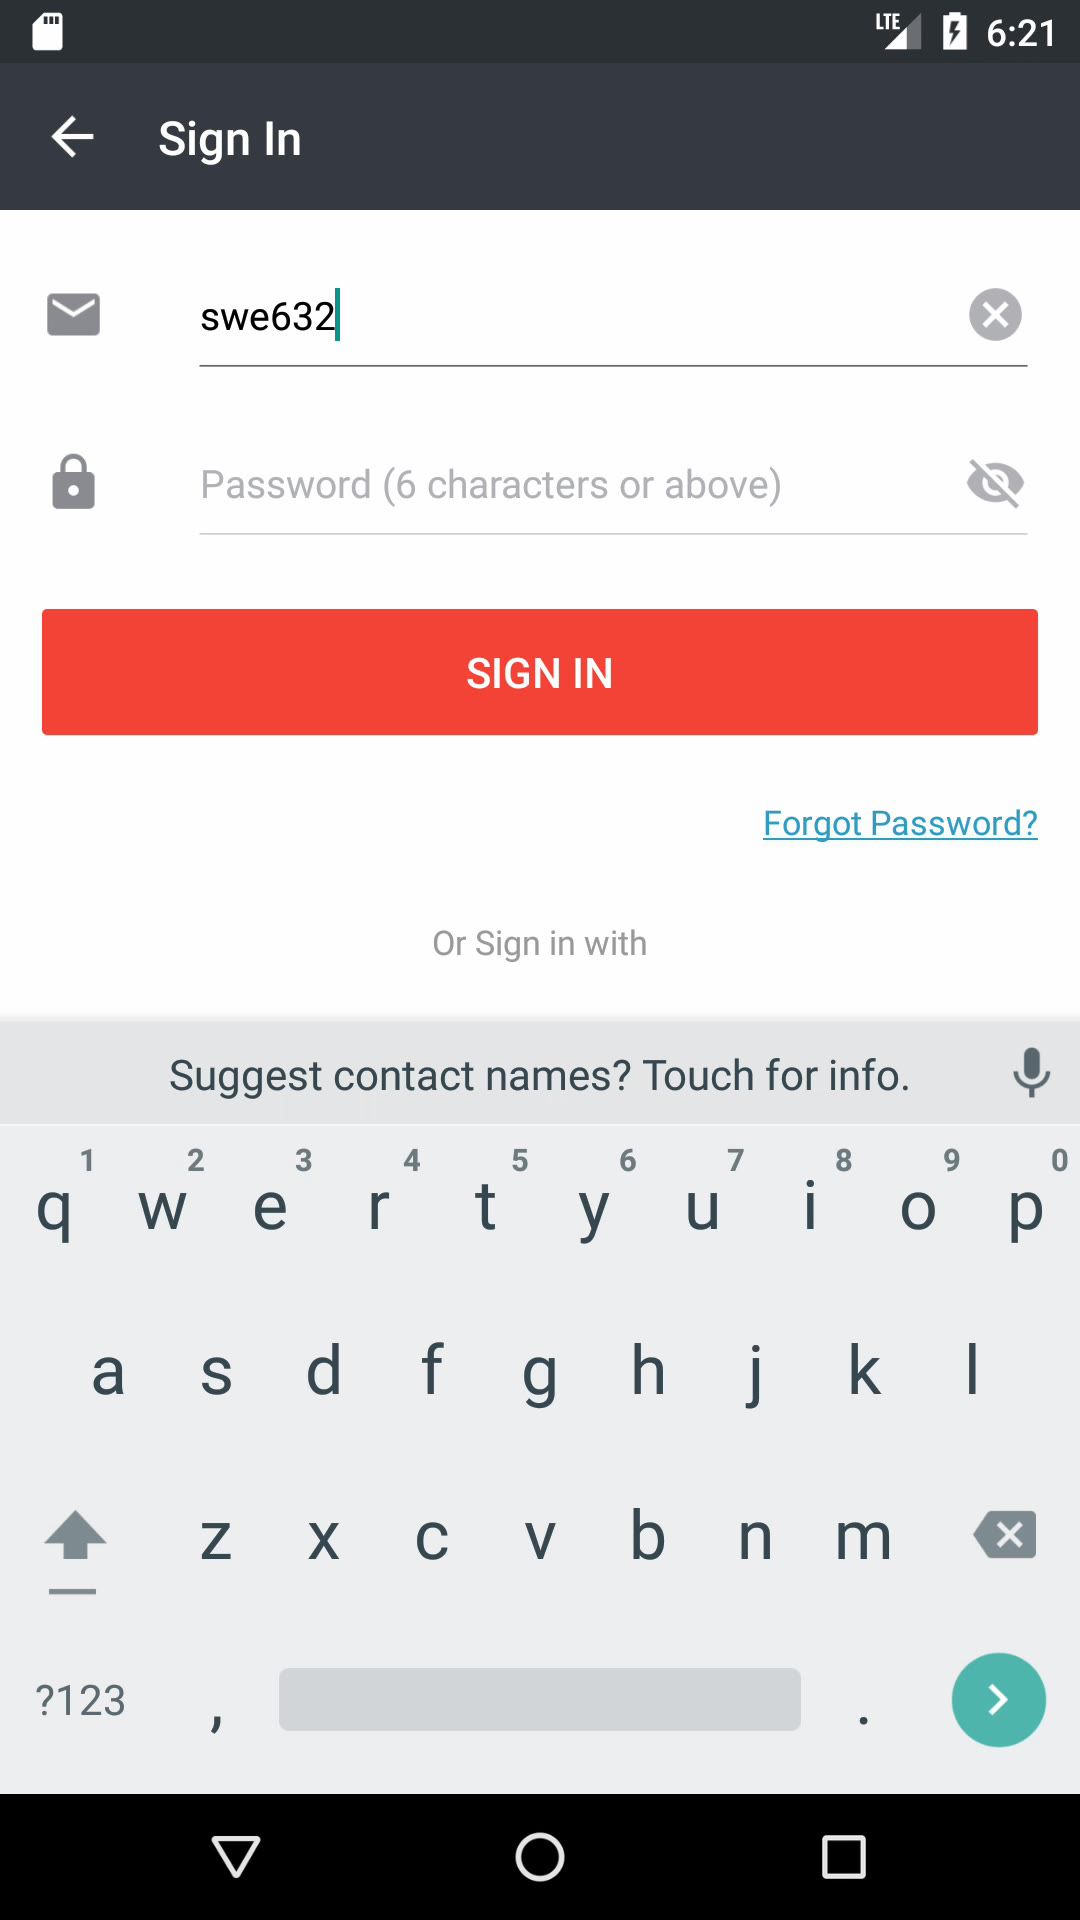 LTE 6:21
Sign In
swe632
Password (6 characters or above)
SIGN IN
Forgot Password?
Or Sign in with
Suggest contact names? Touch for info.
1 2 3 4 5 6 7 8 9 0
q w e r t y u i o p
a s d f g h j k l
z x c v b n m
?123 , .